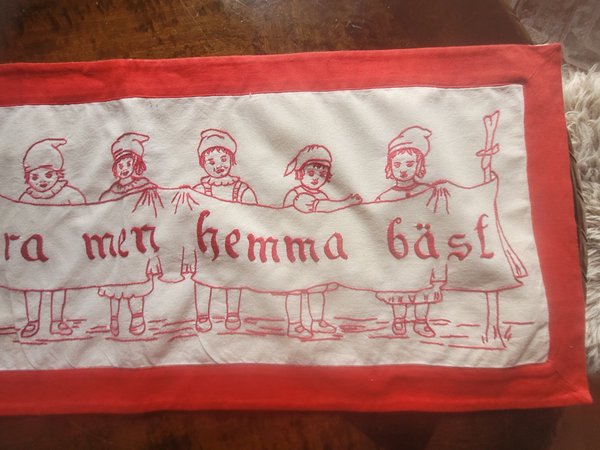 ra men hemma bäst